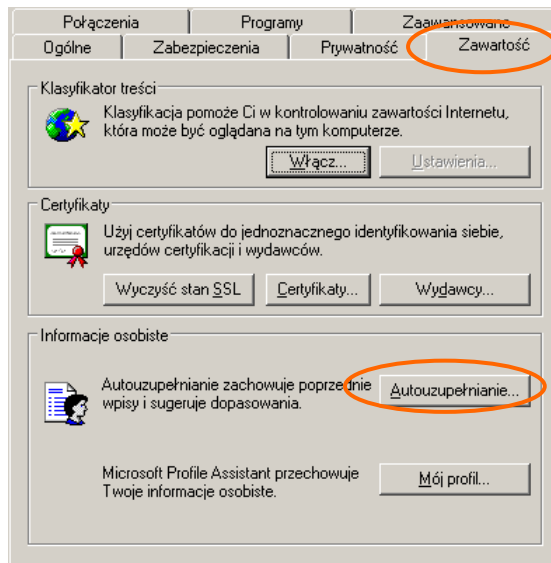 Połączenia Programy Zaawansowane
Ogólne Zabezpieczenia Prywatność Zawartość
Klasyfikator treści
Klasyfikacja pomoże Ci w kontrolowaniu zawartości Internetu,
która może być oglądana na tym komputerze.
Włącz... Ustawienia...
Certyfikaty
Użyj certyfikatów do jednoznacznego identyfikowania siebie,
urzędów certyfikacji i wydawców.
Wyczyść stan SSL Certyfikaty... Wydawcy...
Informacje osobiste
Autouzupełnianie zachowuje poprzednie
wpisy i sugeruje dopasowania.
Autouzupełnianie...
Microsoft Profile Assistant przechowuje
Twoje informacje osobiste.
Mój profil...